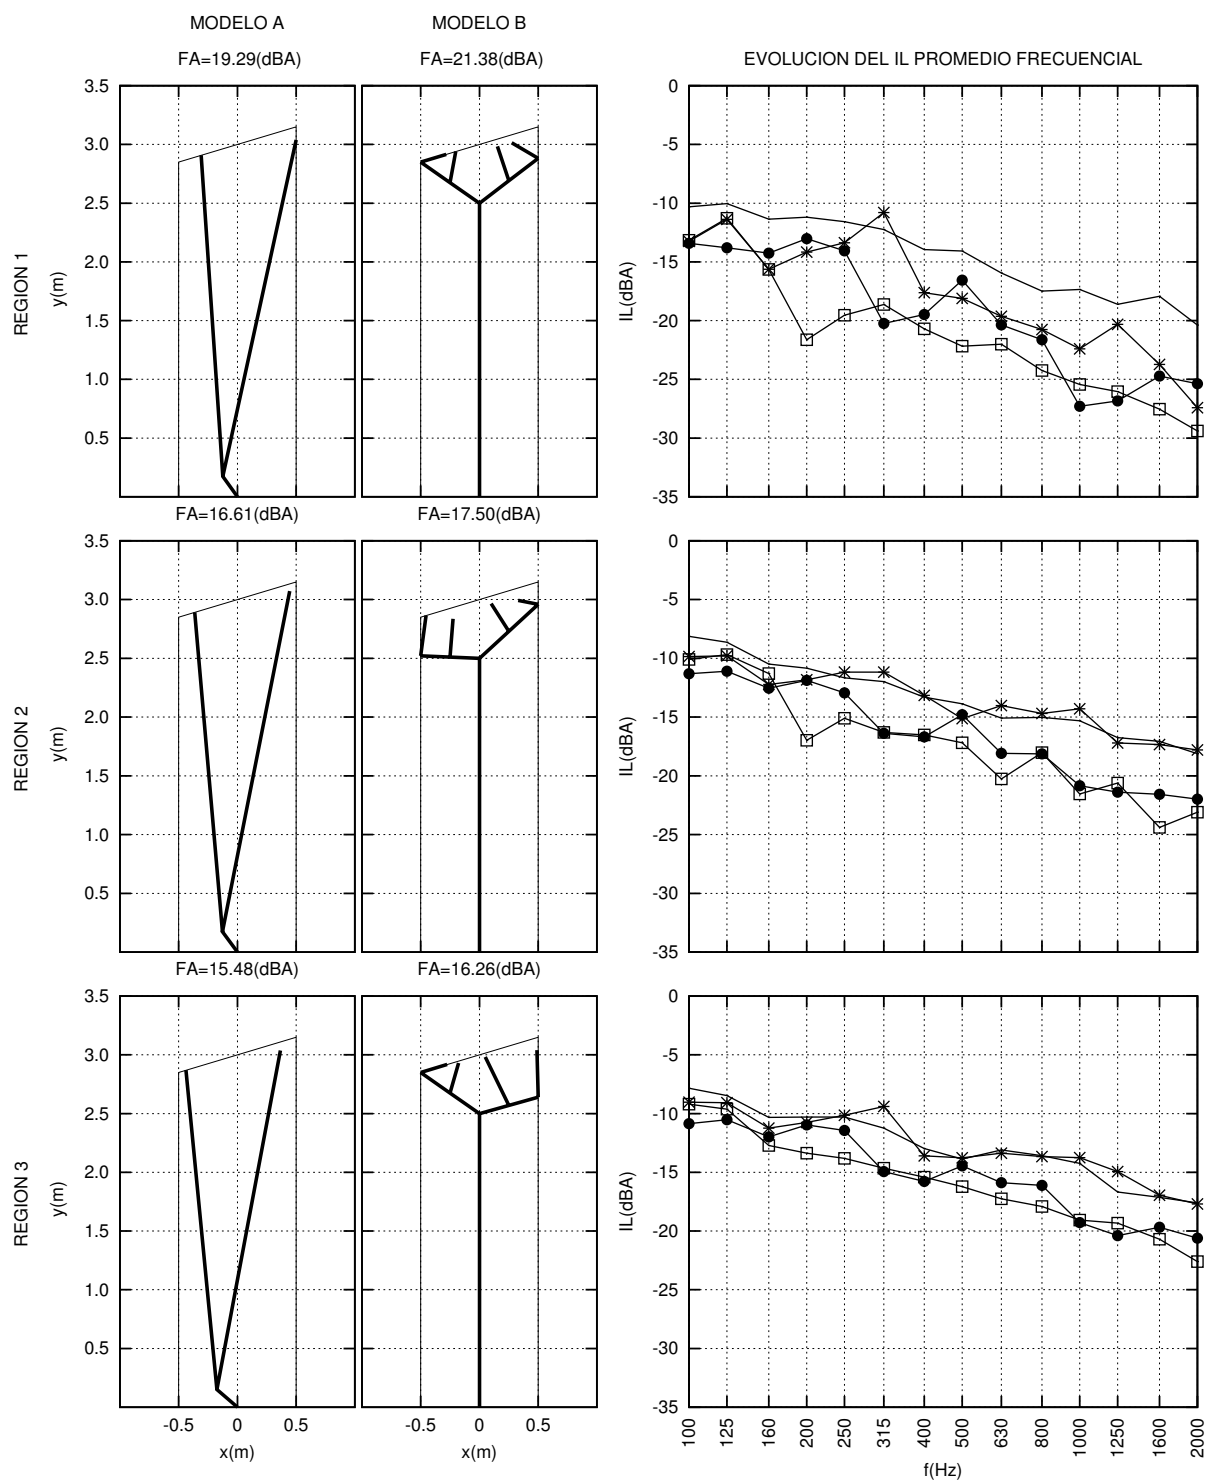 MODELO A
MODELO B
FA=19.29(dBA)
FA=21.38(dBA)
EVOLUCION DEL IL PROMEDIO FRECUENCIAL
REGION 1
y(m)
3.5
3.0
2.5
2.0
1.5
1.0
0.5
IL(dBA)
0
-5
-10
-15
-20
-25
-30
-35
FA=16.61(dBA)
FA=17.50(dBA)
REGION 2
y(m)
3.5
3.0
2.5
2.0
1.5
1.0
0.5
IL(dBA)
0
-5
-10
-15
-20
-25
-30
-35
FA=15.48(dBA)
FA=16.26(dBA)
REGION 3
y(m)
3.5
3.0
2.5
2.0
1.5
1.0
0.5
-0.5 0 0.5
x(m)
-0.5 0 0.5
x(m)
IL(dBA)
0
-5
-10
-15
-20
-25
-30
-35
100 125 160 200 250 315 400 500 630 800 1000 1250 1600 2000
f(Hz)